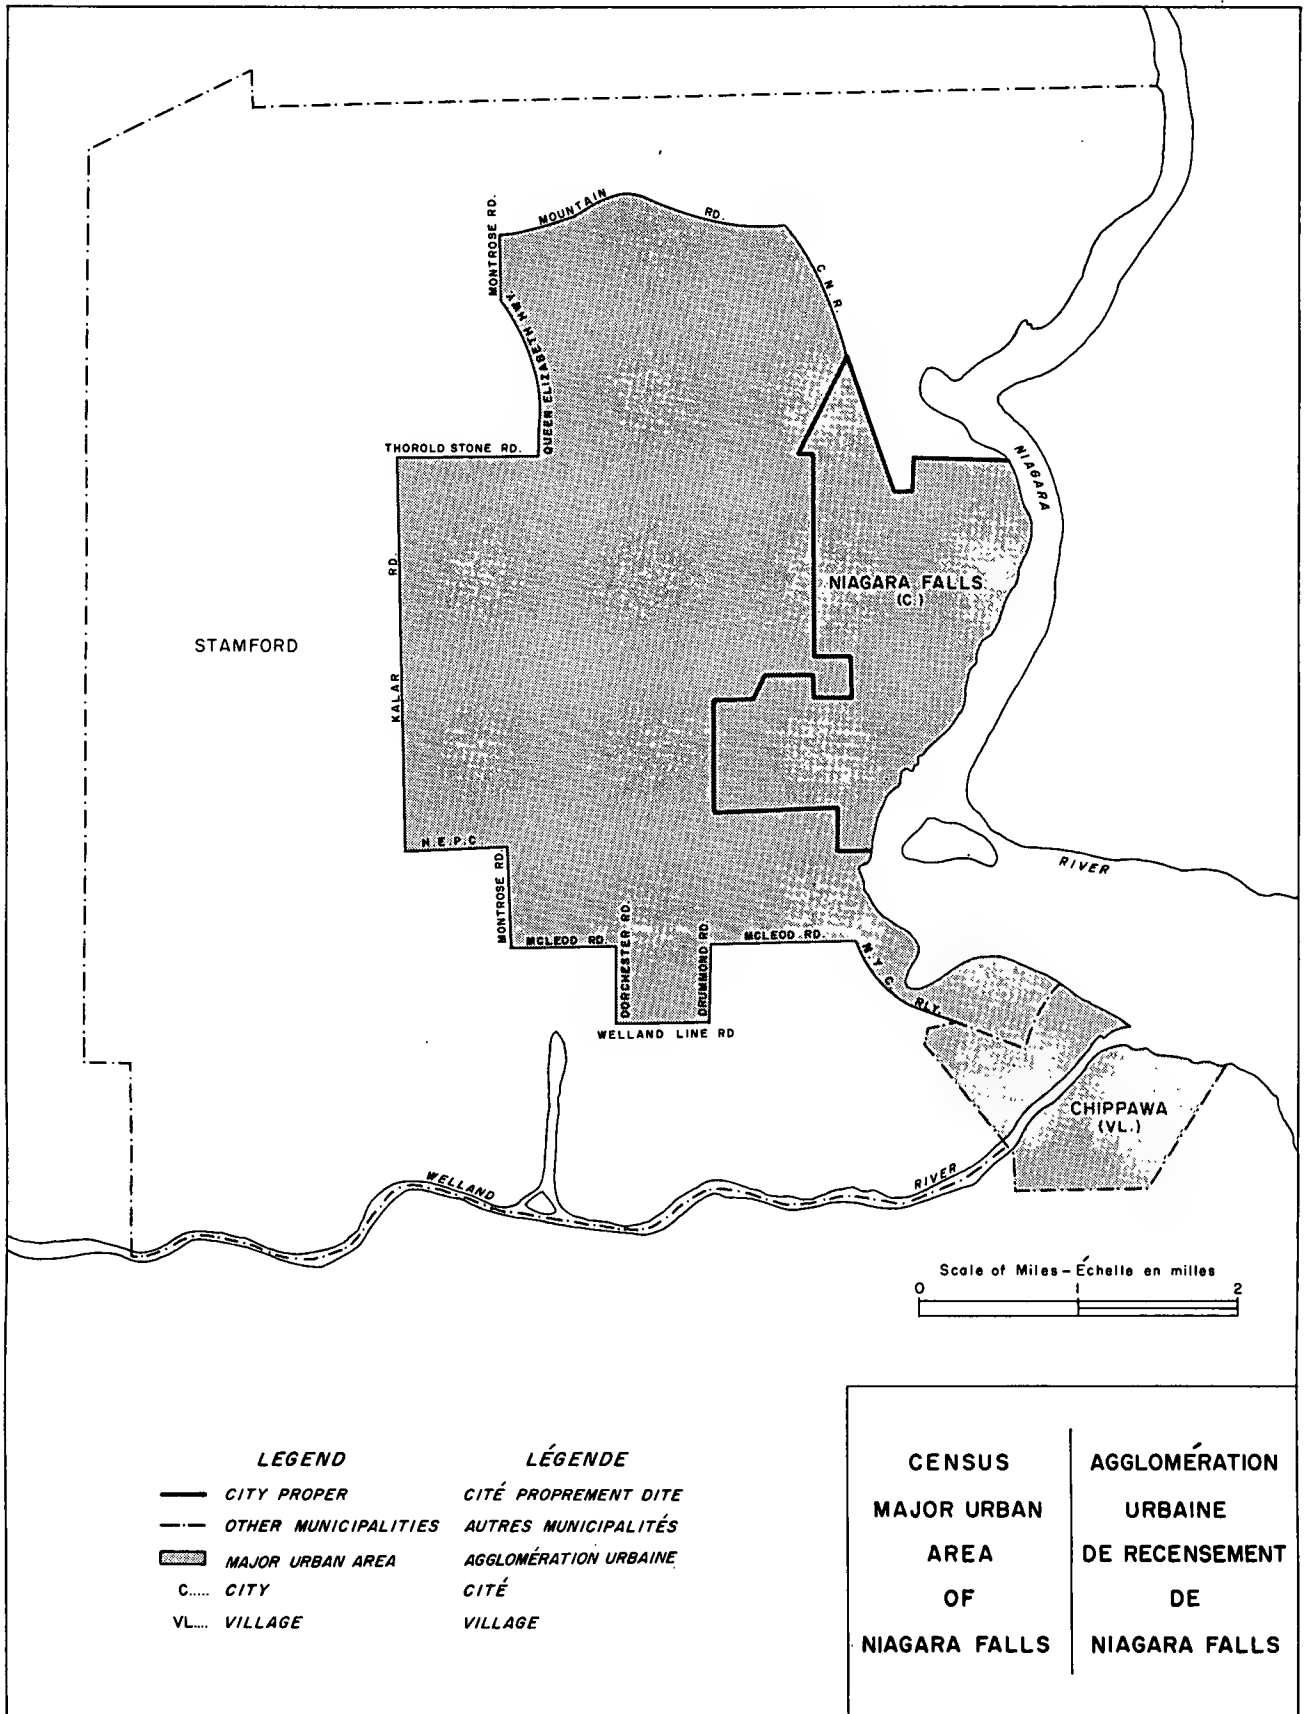 MONTROSE RD.
MOUNTAIN RD.
C. N. R.
QUEEN ELIZABETH HWY.
THOROLD STONE RD.
NIAGARA
KALAR RD.
NIAGARA FALLS
(C.)
STAMFORD
H.E.P.C.
MONTROSE RD.
RIVER
MCLEOD RD.
DORCHESTER RD.
DRUMMOND RD.
MCLEOD RD.
N. Y. C. RLY.
WELLAND LINE RD
CHIPPAWA
(VL.)
WELLAND
RIVER
Scale of Miles – Échelle en milles
0 1 2
LEGEND LÉGENDE
CITY PROPER CITÉ PROPREMENT DITE
OTHER MUNICIPALITIES AUTRES MUNICIPALITÉS
MAJOR URBAN AREA AGGLOMÉRATION URBAINE
C..... CITY CITÉ
VL.... VILLAGE VILLAGE
CENSUS
MAJOR URBAN
AREA
OF
NIAGARA FALLS
AGGLOMÉRATION
URBAINE
DE RECENSEMENT
DE
NIAGARA FALLS